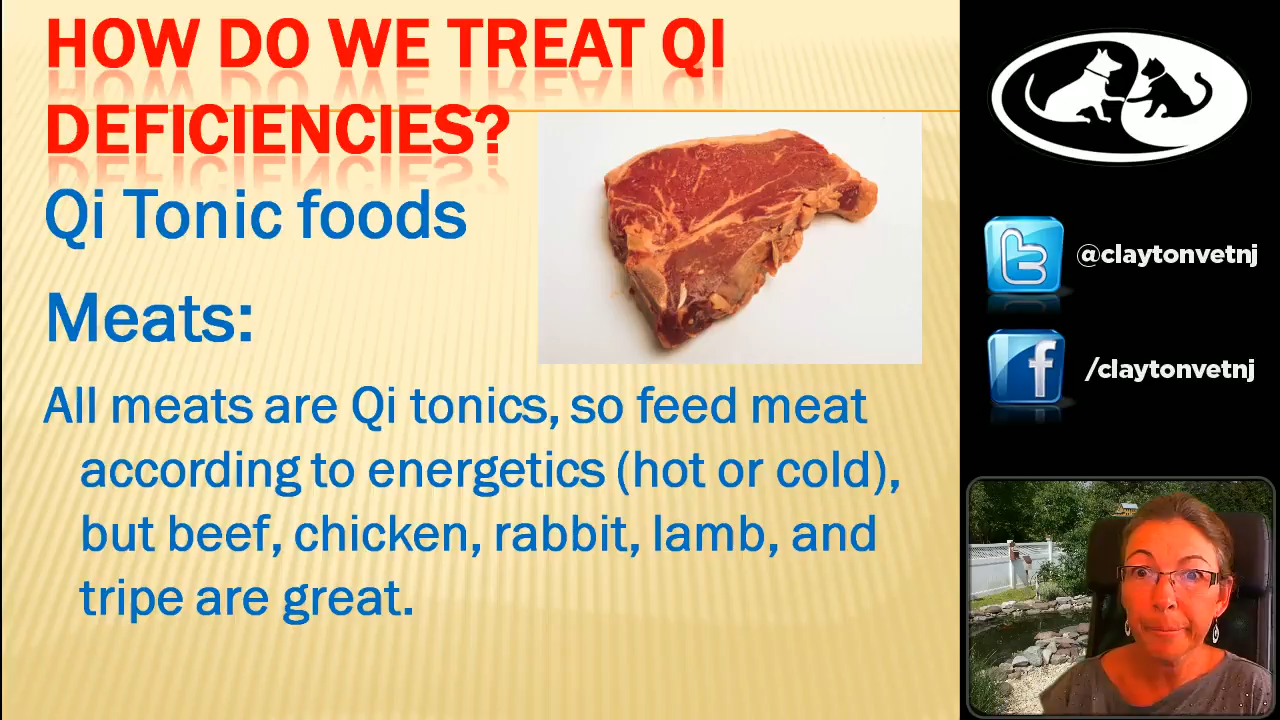 HOW DO WE TREAT QI
DEFICIENCIES?
Qi Tonic foods
Meats:
All meats are Qi tonics, so feed meat
according to energetics (hot or cold),
but beef, chicken, rabbit, lamb, and
tripe are great.
@claytonvetnj
/claytonvetnj